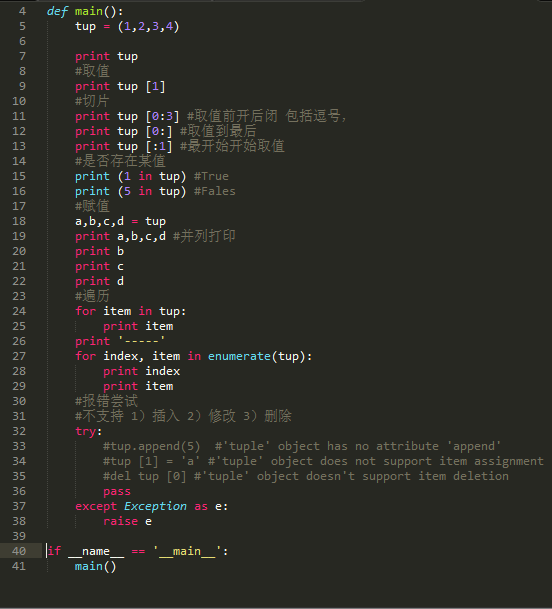 4 def main():
5 tup = (1,2,3,4)
6
7 print tup
8 #取值
9 print tup [1]
10 #切片
11 print tup [0:3] #取值前开后闭 包括逗号,
12 print tup [0:] #取值到最后
13 print tup [:1] #最开始开始取值
14 #是否存在某值
15 print (1 in tup) #True
16 print (5 in tup) #Fales
17 #赋值
18 a,b,c,d = tup
19 print a,b,c,d #并列打印
20 print b
21 print c
22 print d
23 #遍历
24 for item in tup:
25 print item
26 print '-----'
27 for index, item in enumerate(tup):
28 print index
29 print item
30 #报错尝试
31 #不支持 1）插入 2）修改 3）删除
32 try:
33 #tup.append(5) #'tuple' object has no attribute 'append'
34 #tup [1] = 'a' #'tuple' object does not support item assignment
35 #del tup [0] #'tuple' object doesn't support item deletion
36 pass
37 except Exception as e:
38 raise e
39
40 if __name__ == '__main__':
41 main()